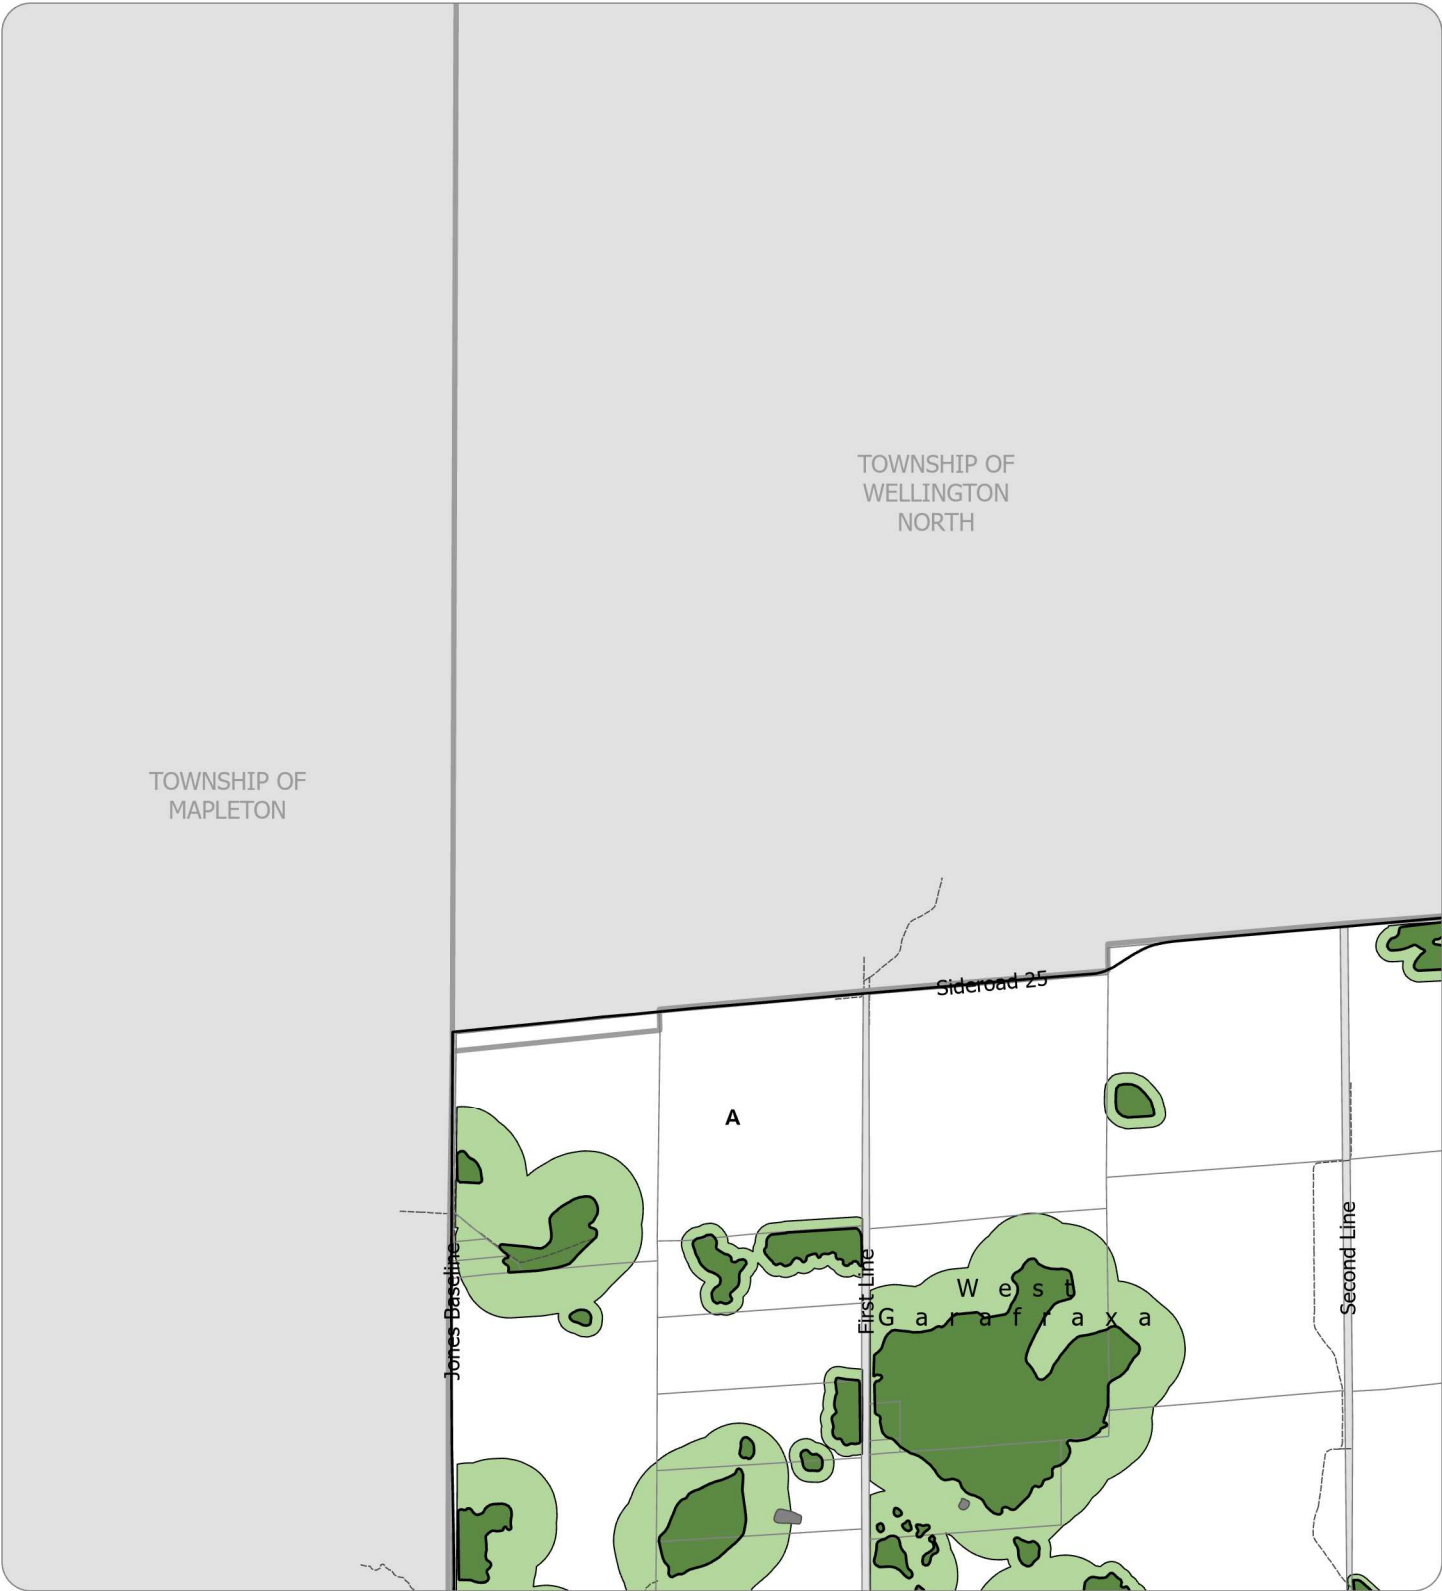 TOWNSHIP OF
WELLINGTON
NORTH
TOWNSHIP OF
MAPLETON
Sideroad 25
A
Jones Baseline
First Line
Second Line
West
Garafraxa